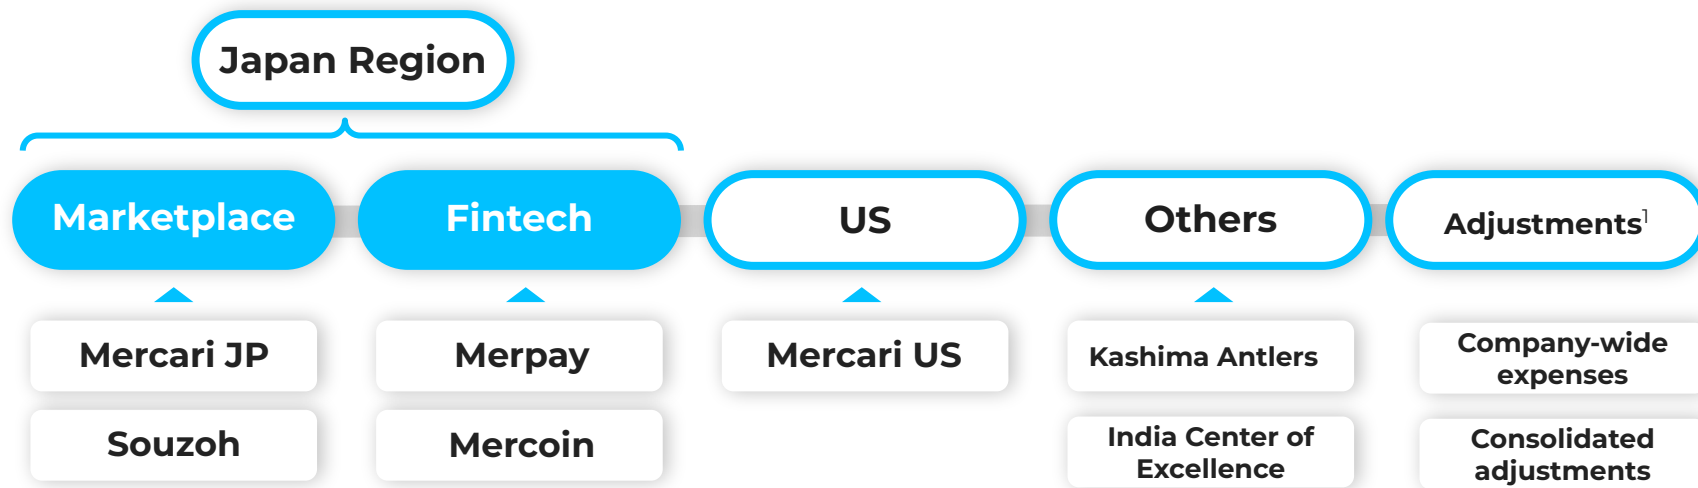 Japan Region
Marketplace
Fintech
US
Others
Adjustments1
Mercari JP
Merpay
Mercari US
Kashima Antlers
Company-wide
expenses
Souzoh
Mercoin
India Center of
Excellence
Consolidated
adjustments